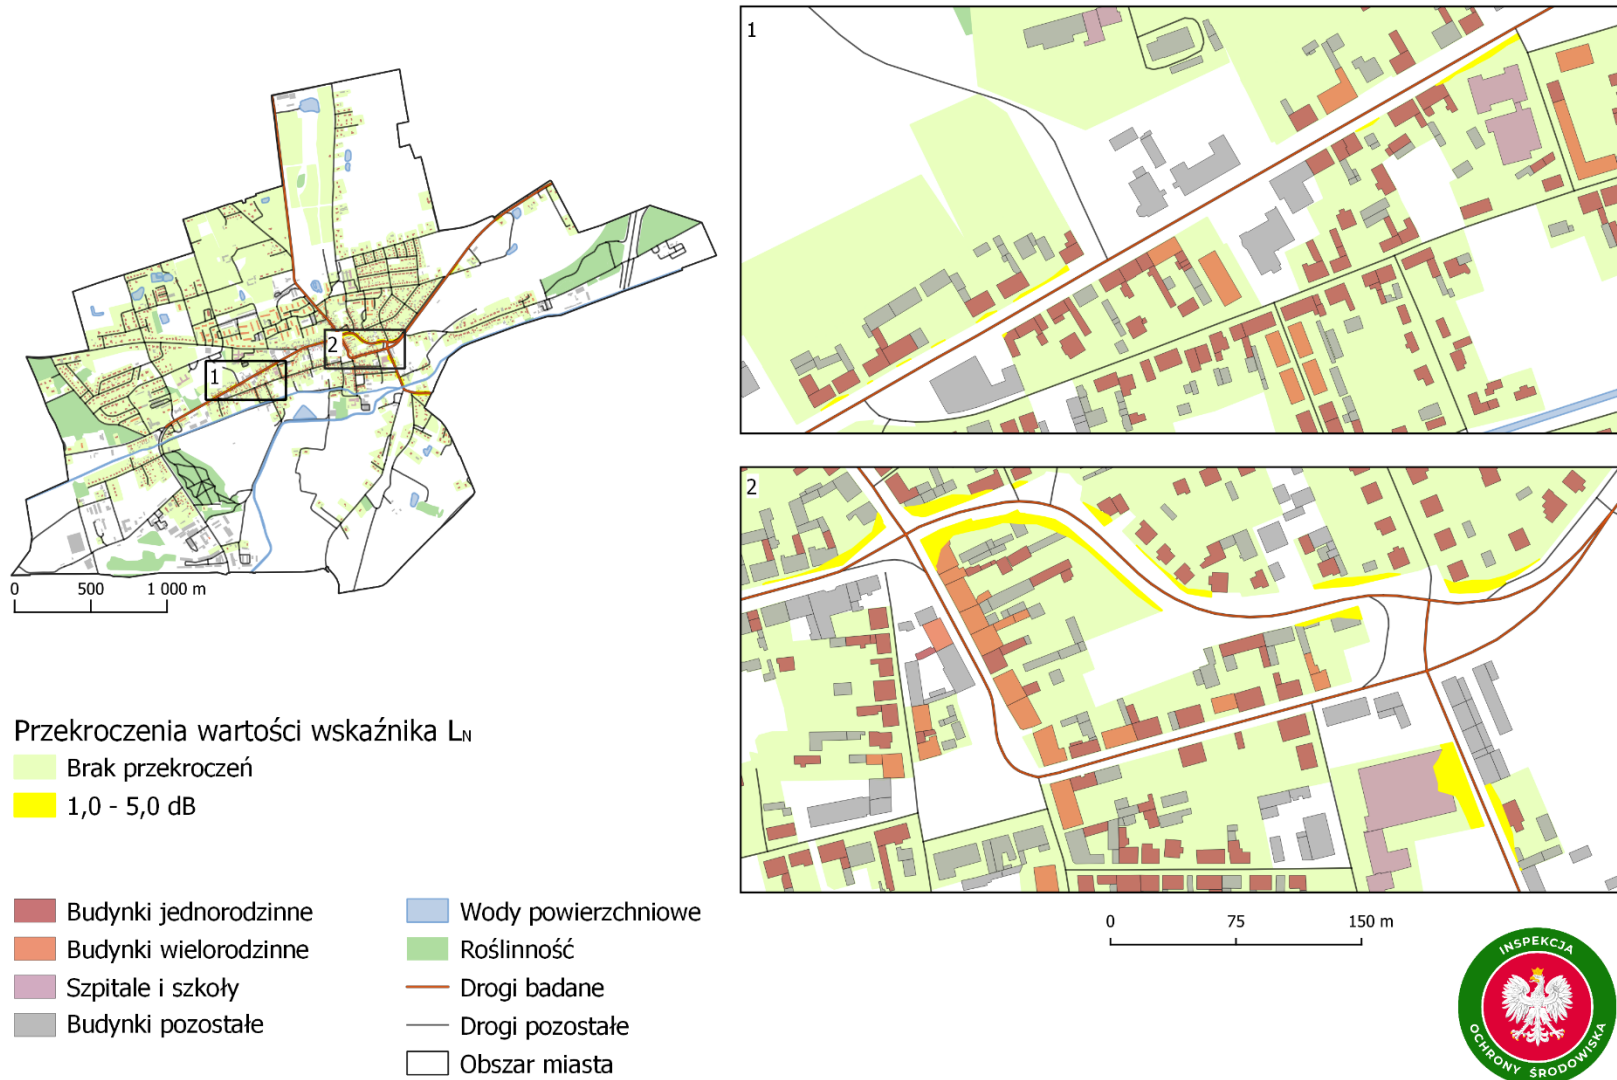 1
2
1
2
0 500 1 000 m
Przekroczenia wartości wskaźnika LN
Brak przekroczeń
1,0 - 5,0 dB
Budynki jednorodzinne
Budynki wielorodzinne
Szpitale i szkoły
Budynki pozostałe
Wody powierzchniowe
Roślinność
Drogi badane
Drogi pozostałe
Obszar miasta
0 75 150 m
INSPEKCJA
OCHRONY ŚRODOWISKA